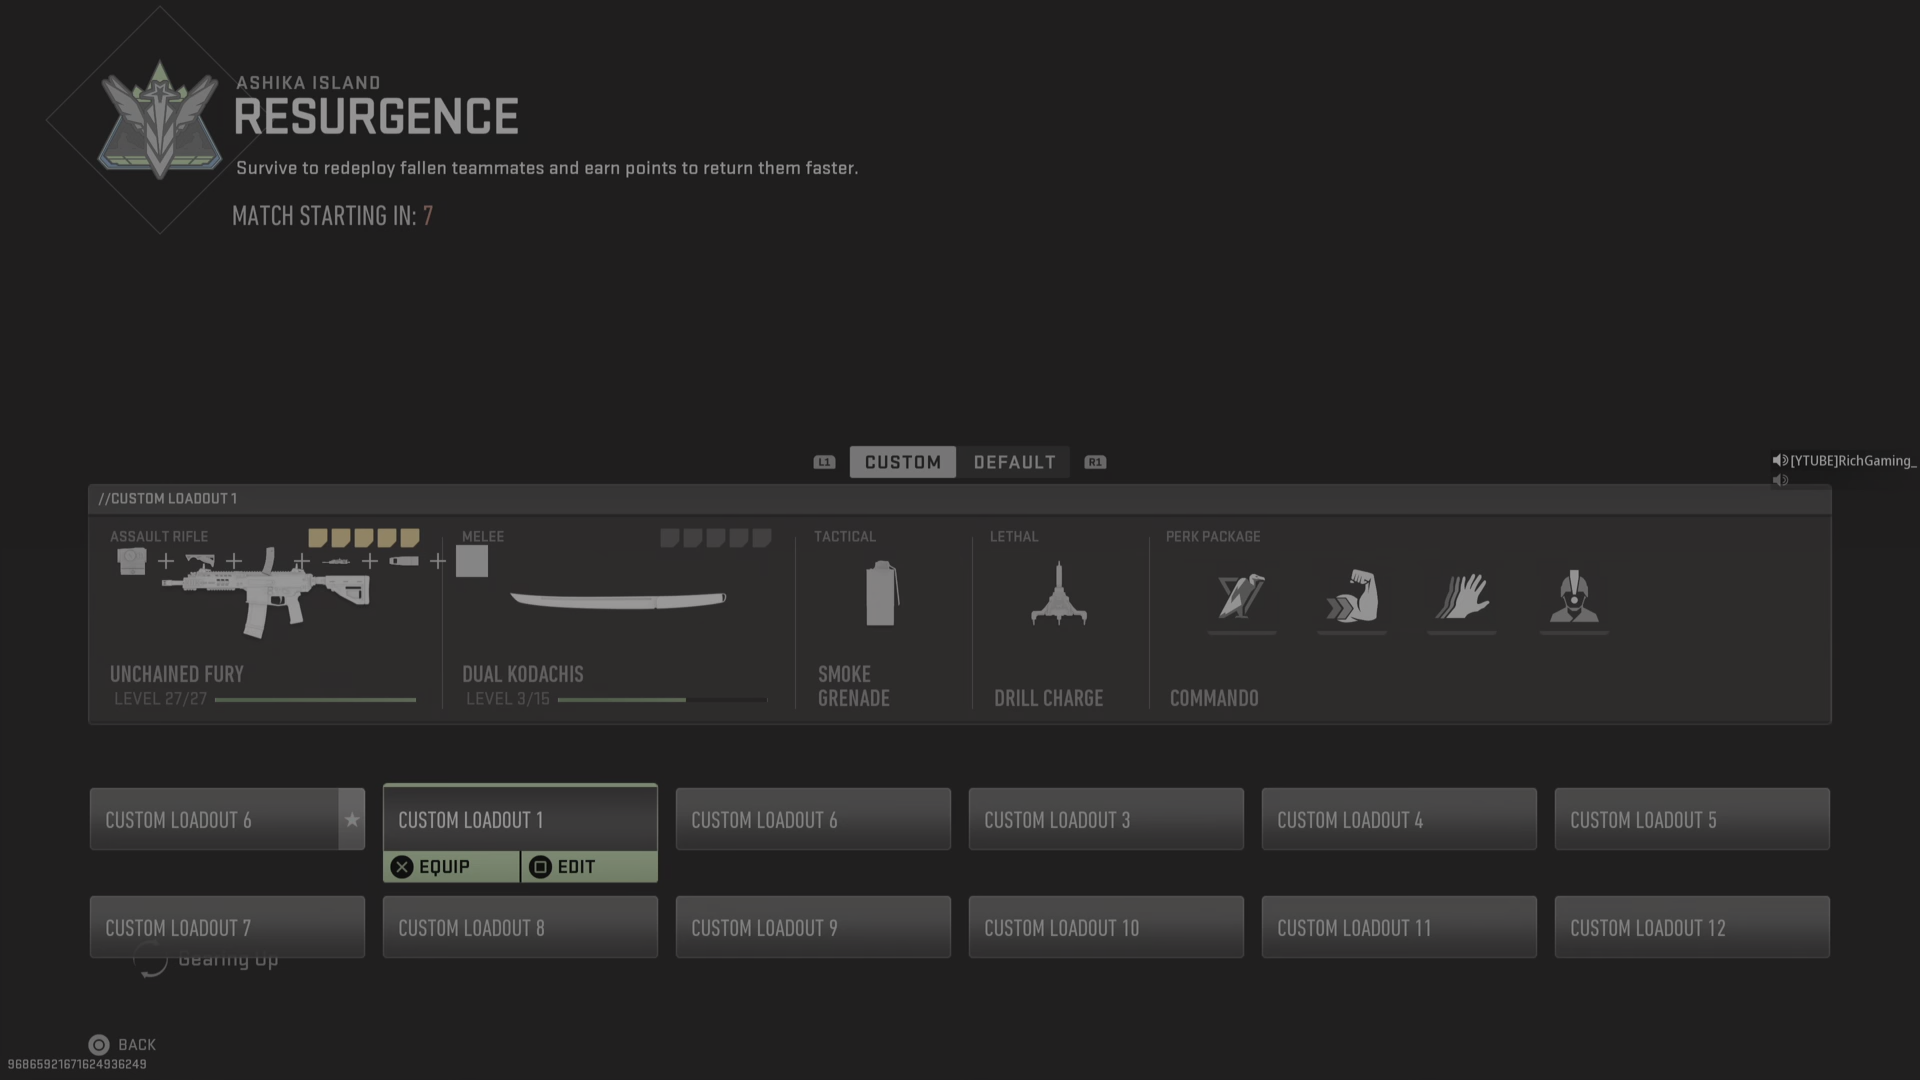 ASHIKA ISLAND
RESURGENCE
Survive to redeploy fallen teammates and earn points to return them faster.
MATCH STARTING IN: 7
L1 CUSTOM DEFAULT R1
[YTUBE]RichGaming_
//CUSTOM LOADOUT 1
ASSAULT RIFLE
MELEE
TACTICAL
LETHAL
PERK PACKAGE
UNCHAINED FURY
LEVEL 27/27
DUAL KODACHIS
LEVEL 3/15
SMOKE
GRENADE
DRILL CHARGE
COMMANDO
CUSTOM LOADOUT 6
CUSTOM LOADOUT 1
CUSTOM LOADOUT 6
CUSTOM LOADOUT 3
CUSTOM LOADOUT 4
CUSTOM LOADOUT 5
EQUIP
EDIT
CUSTOM LOADOUT 7
CUSTOM LOADOUT 8
CUSTOM LOADOUT 9
CUSTOM LOADOUT 10
CUSTOM LOADOUT 11
CUSTOM LOADOUT 12
Gearing Up
BACK
96865921671624936249